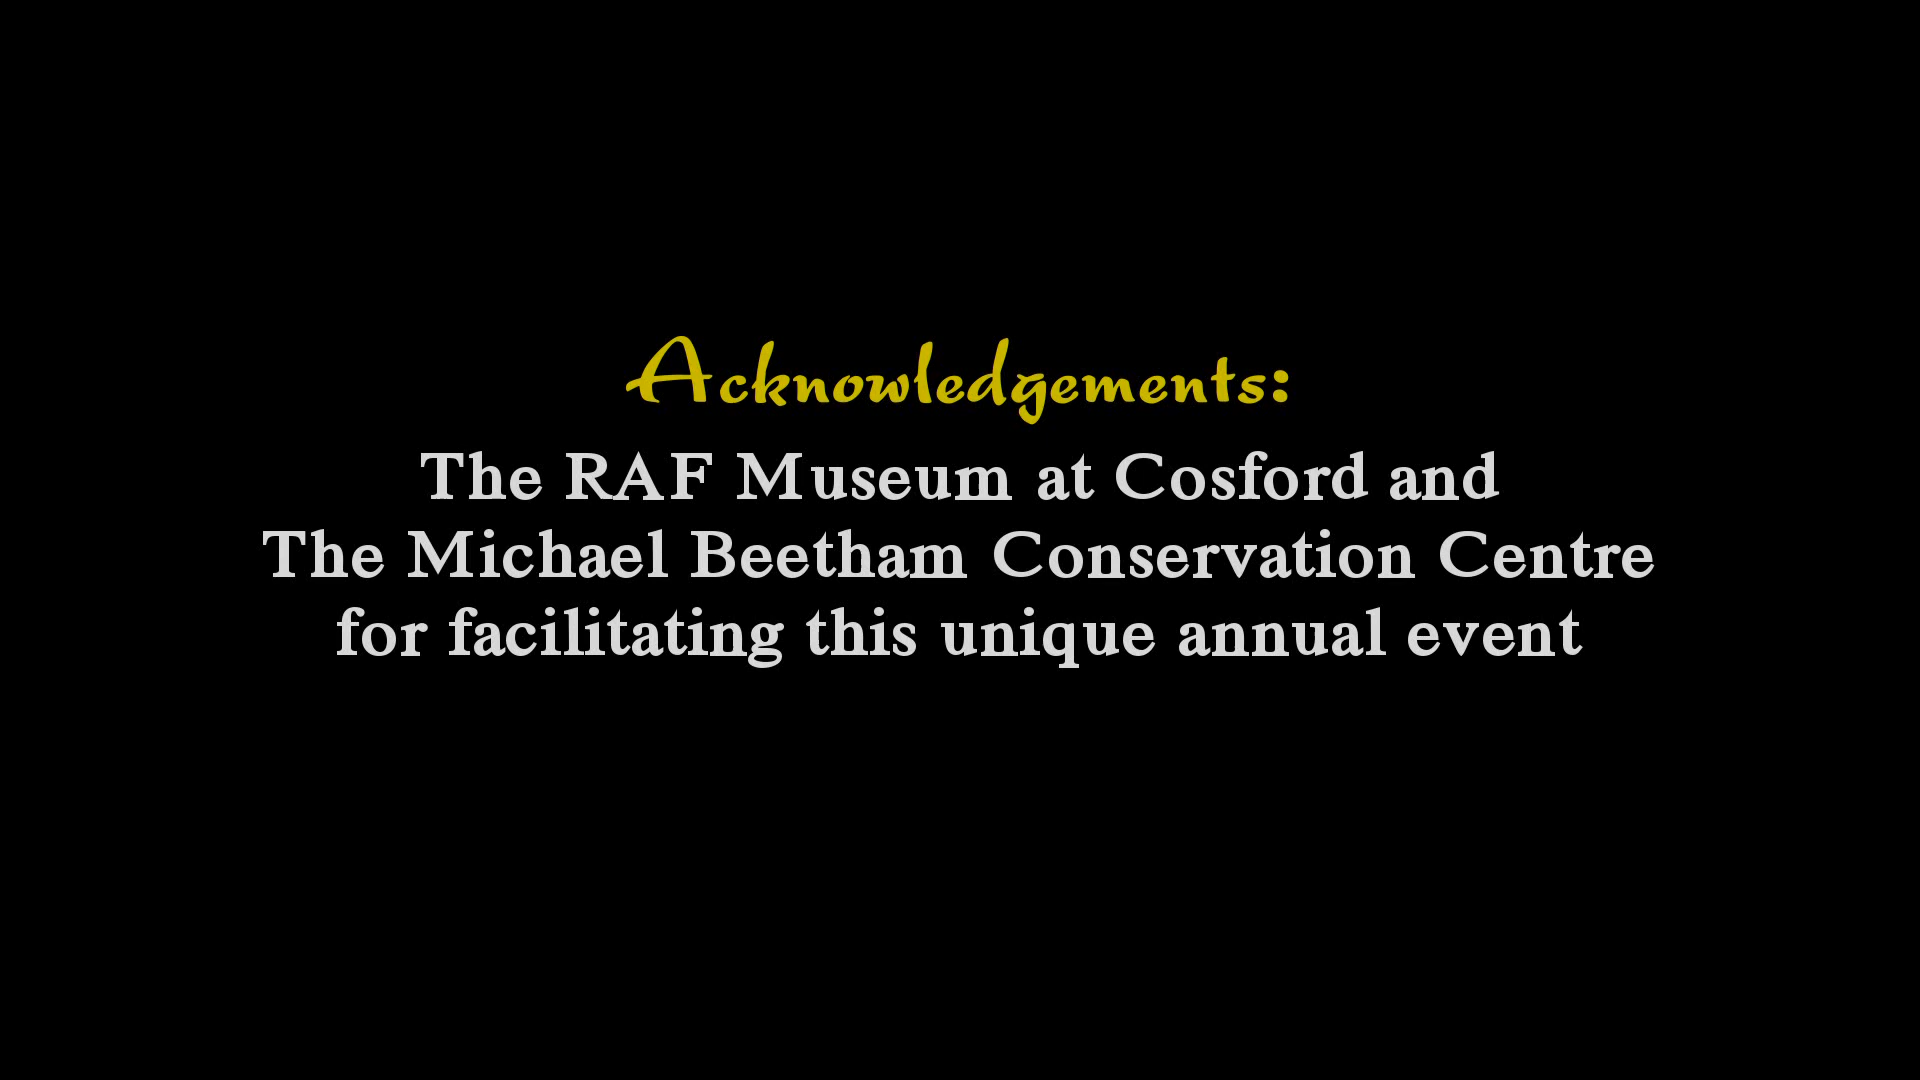 Acknowledgements:
The RAF Museum at Cosford and
The Michael Beetham Conservation Centre
for facilitating this unique annual event